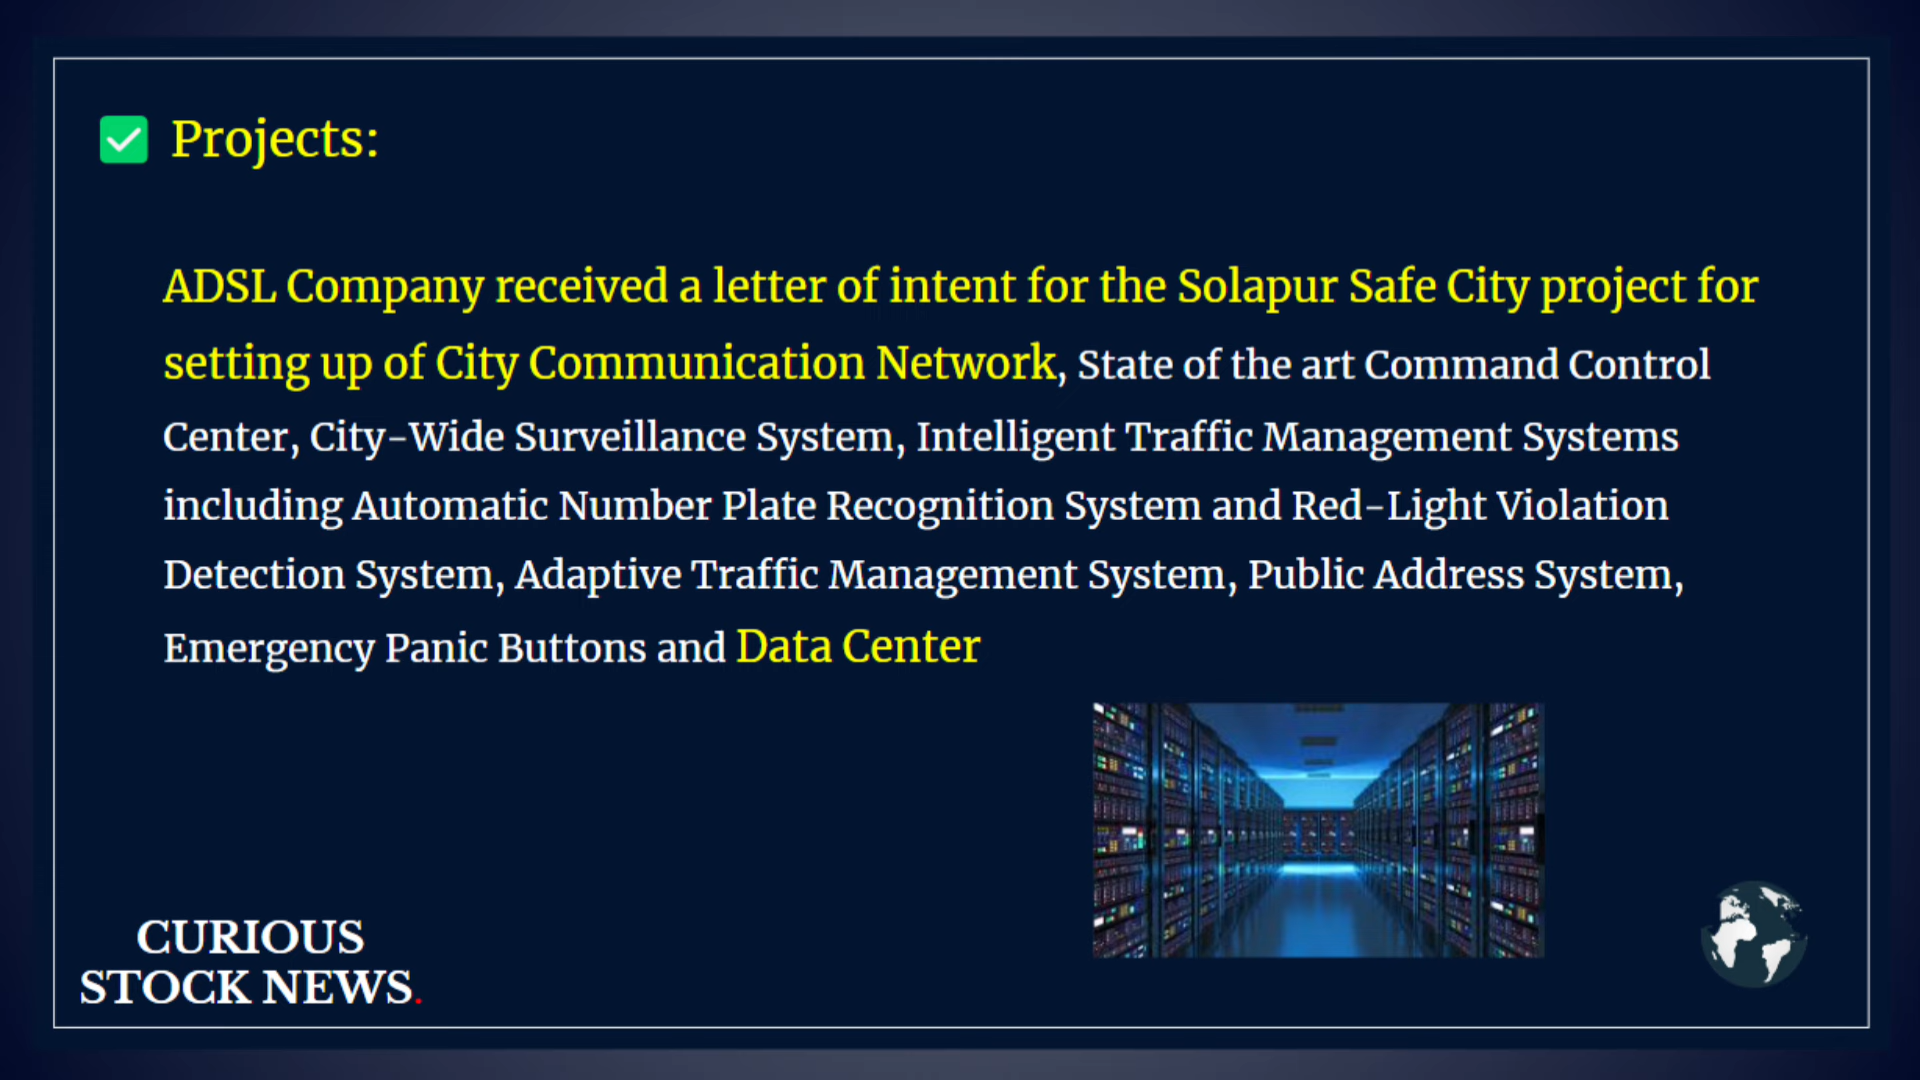 ✅ Projects:
ADSL Company received a letter of intent for the Solapur Safe City project for
setting up of City Communication Network, State of the art Command Control
Center, City-Wide Surveillance System, Intelligent Traffic Management Systems
including Automatic Number Plate Recognition System and Red-Light Violation
Detection System, Adaptive Traffic Management System, Public Address System,
Emergency Panic Buttons and Data Center
CURIOUS
STOCK NEWS.